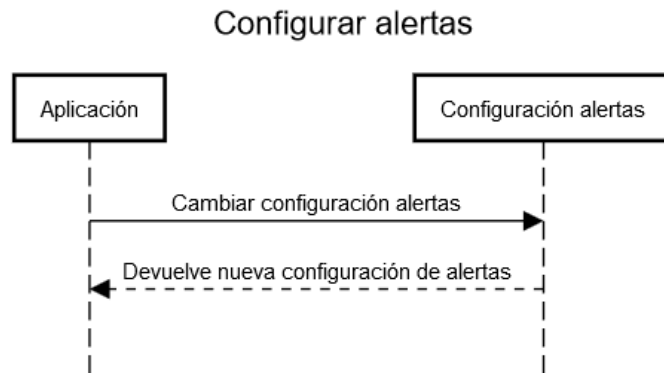 Configurar alertas
Aplicación
Configuración alertas
Cambiar configuración alertas
Devuelve nueva configuración de alertas